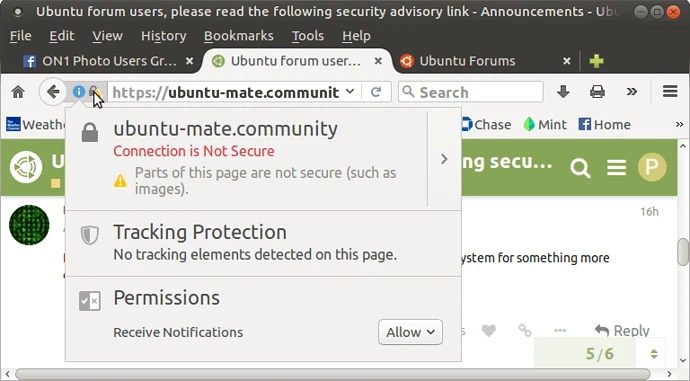 Ubuntu forum users, please read the following security advisory link - Announcements - Ubu
File Edit View History Bookmarks Tools Help
ON1 Photo Users Gr... Ubuntu forum user... Ubuntu Forums
https://ubuntu-mate.communit Search
Weathe Chase Mint Home
ubuntu-mate.community
Connection is Not Secure
Parts of this page are not secure (such as
images).
U ng secu... P
16h
Tracking Protection
No tracking elements detected on this page.
ystem for something more
Permissions
Receive Notifications Allow
Reply
5/6